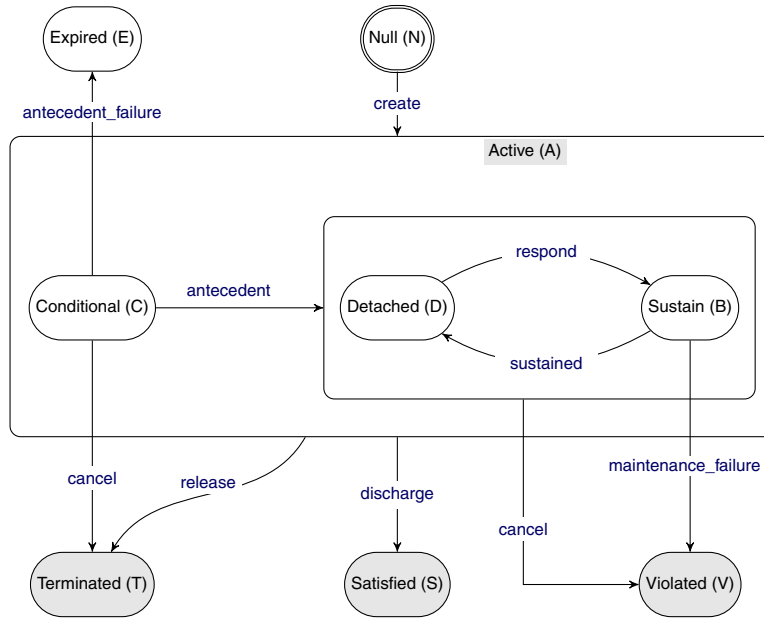 Expired (E)
Null (N)
antecedent_failure
create
Active (A)
respond
antecedent
Conditional (C)
Detached (D)
Sustain (B)
sustained
cancel
release
discharge
maintenance_failure
cancel
Terminated (T)
Satisfied (S)
Violated (V)